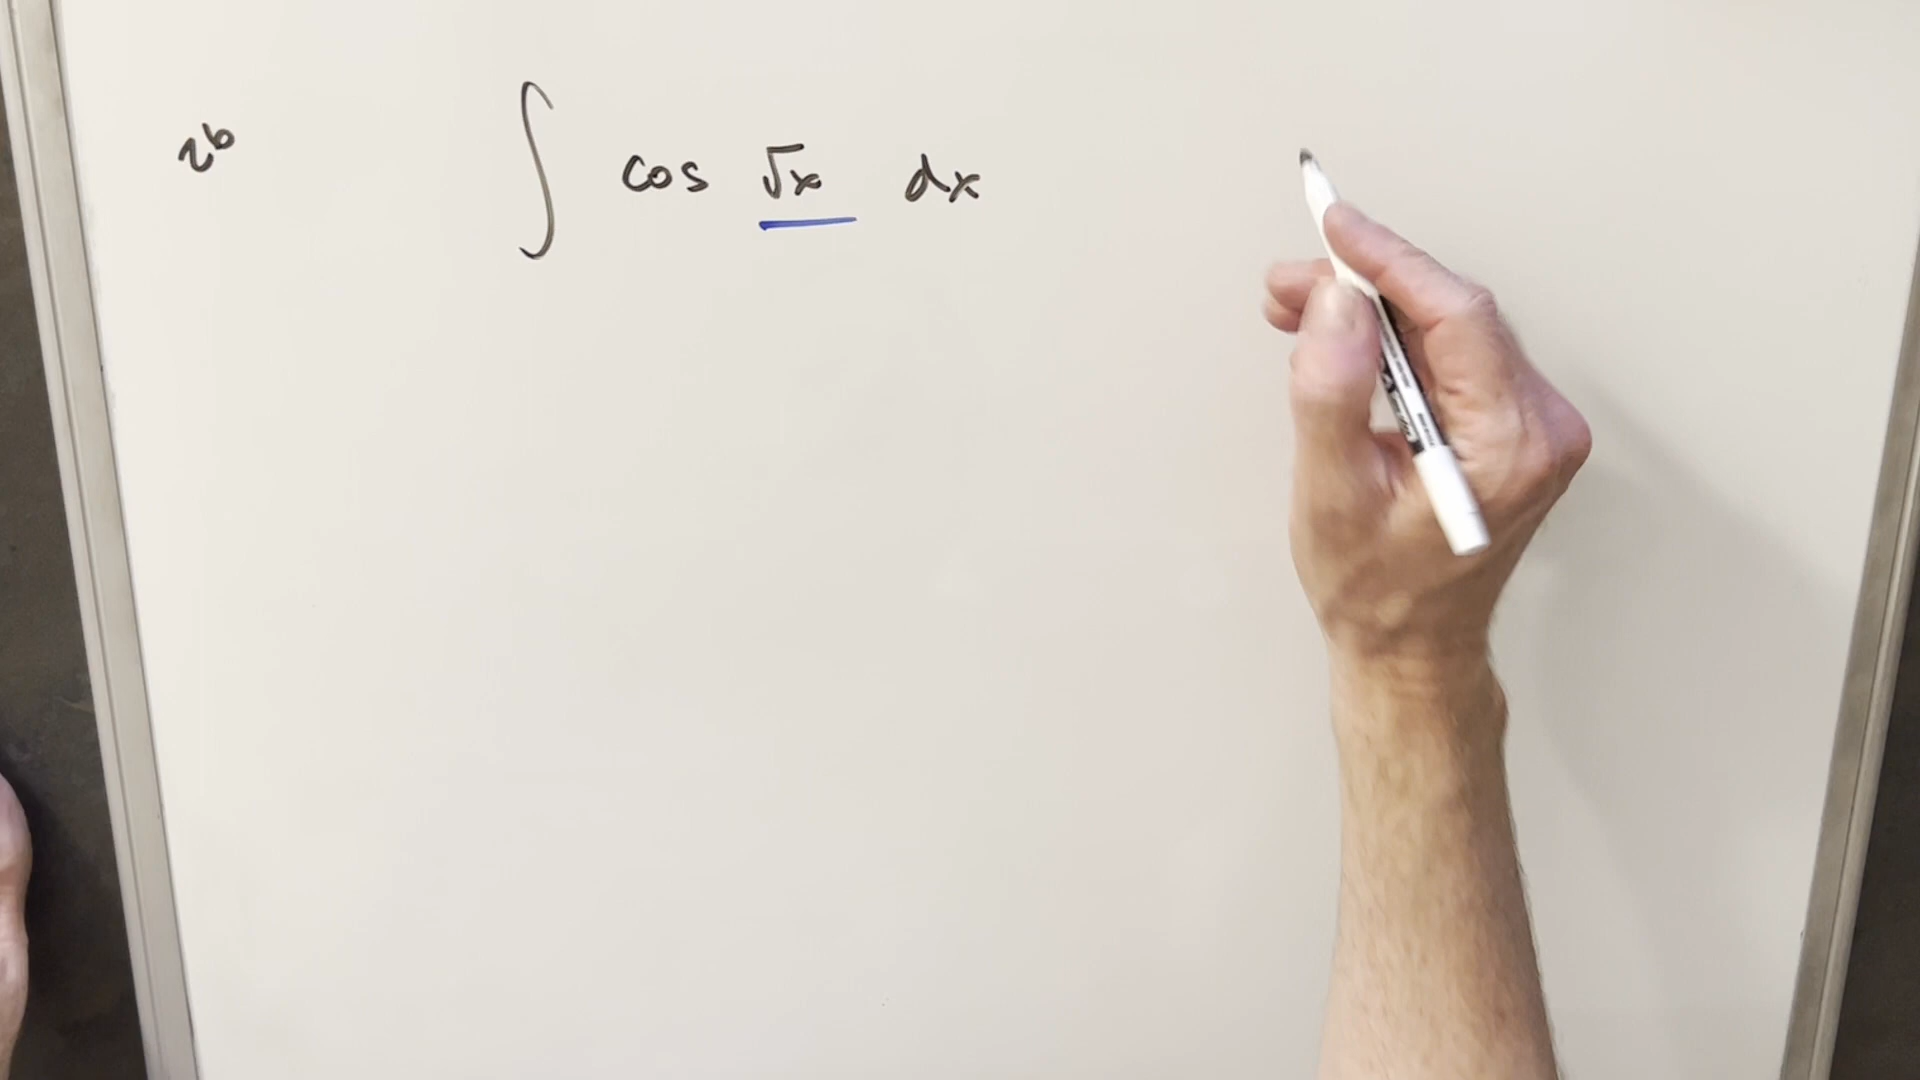 26 ∫ cos √x dx